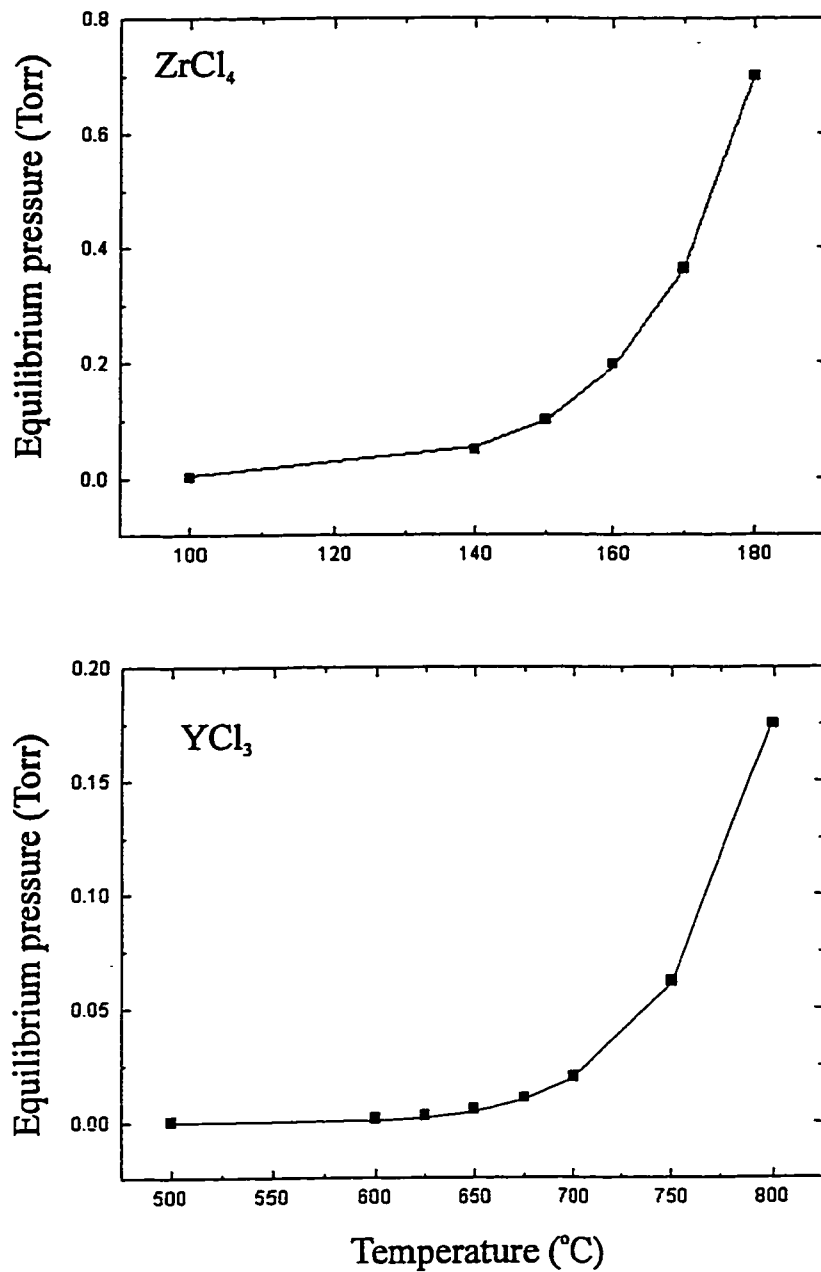 ZrCl₄
Equilibrium pressure (Torr)
0.8
0.6
0.4
0.2
0.0
100 120 140 160 180
YCl₃
Equilibrium pressure (Torr)
0.20
0.15
0.10
0.05
0.00
500 550 600 650 700 750 800
Temperature (°C)